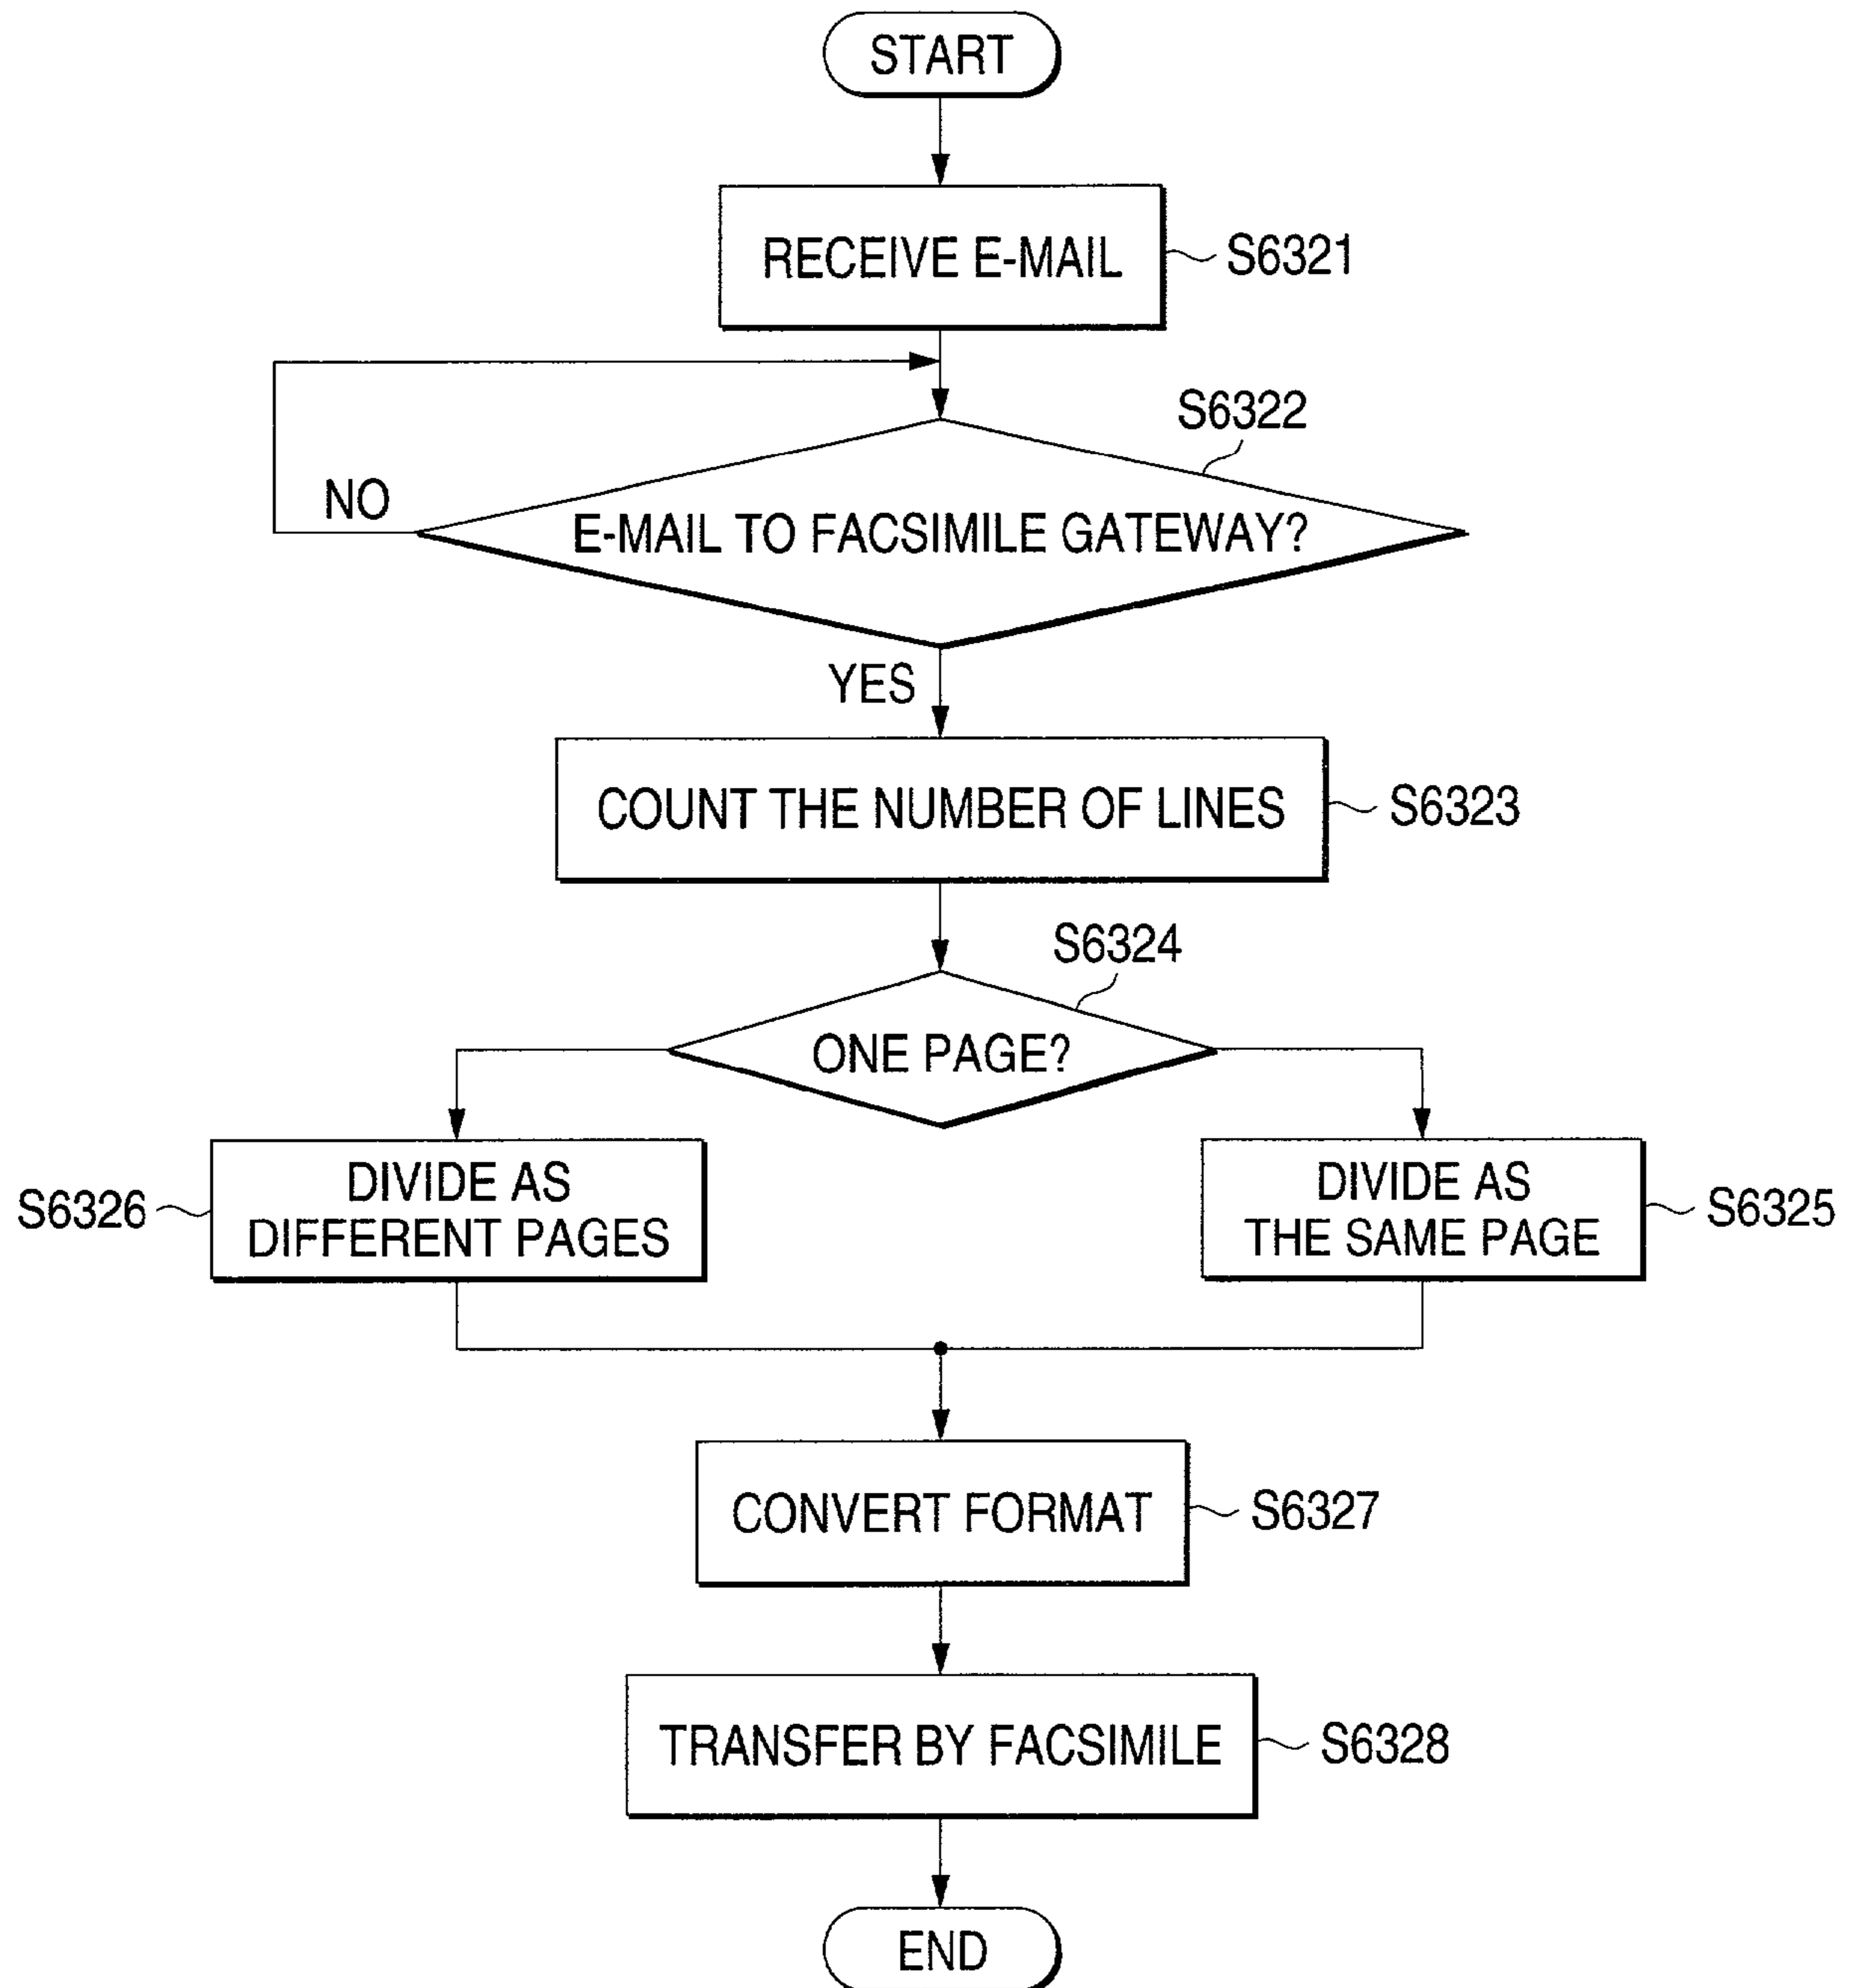 START
RECEIVE E-MAIL
S6321
S6322
NO
E-MAIL TO FACSIMILE GATEWAY?
YES
COUNT THE NUMBER OF LINES
S6323
S6324
ONE PAGE?
S6326
DIVIDE AS
DIFFERENT PAGES
DIVIDE AS
THE SAME PAGE
S6325
CONVERT FORMAT
S6327
TRANSFER BY FACSIMILE
S6328
END